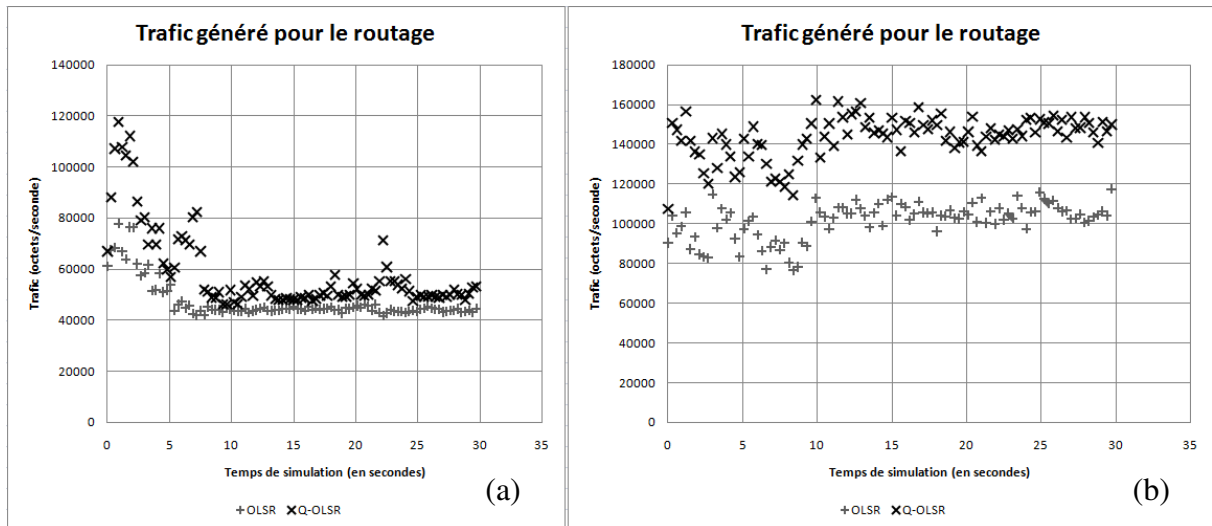 Trafic généré pour le routage
Trafic (octets/seconde)
140000
120000
100000
80000
60000
40000
20000
0
0 5 10 15 20 25 30 35
Temps de simulation (en secondes)
OLSR Q-OLSR
(a)
Trafic généré pour le routage
Trafic (octets/seconde)
180000
160000
140000
120000
100000
80000
60000
40000
20000
0
0 5 10 15 20 25 30 35
Temps de simulation (en secondes)
OLSR Q-OLSR
(b)